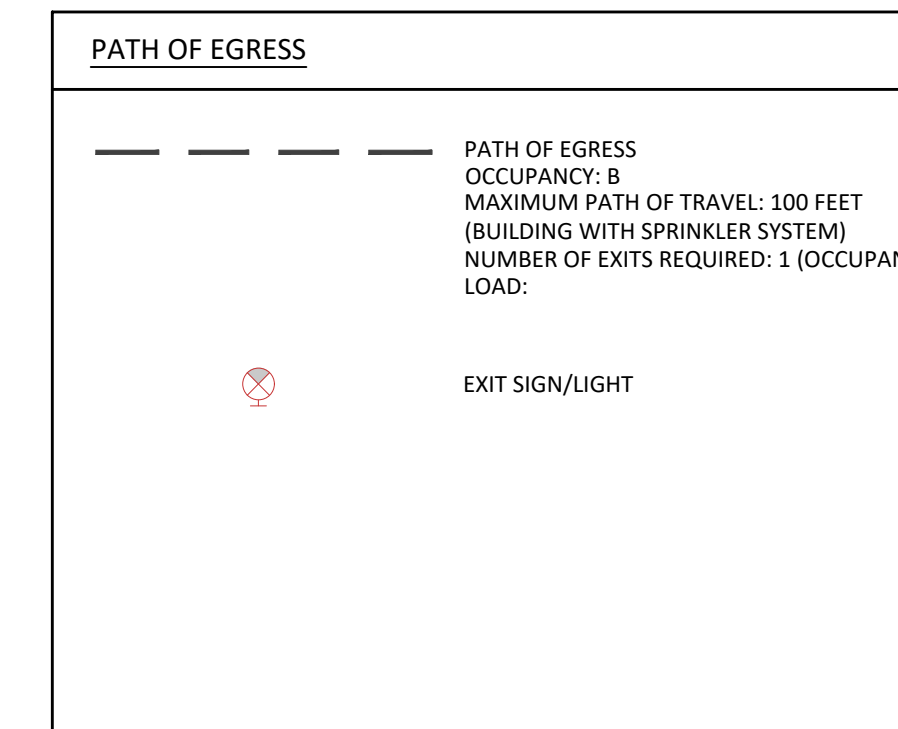 PATH OF EGRESS
PATH OF EGRESS
OCCUPANCY: B
MAXIMUM PATH OF TRAVEL: 100 FEET
(BUILDING WITH SPRINKLER SYSTEM)
NUMBER OF EXITS REQUIRED: 1
LOAD:
EXIT SIGN/LIGHT